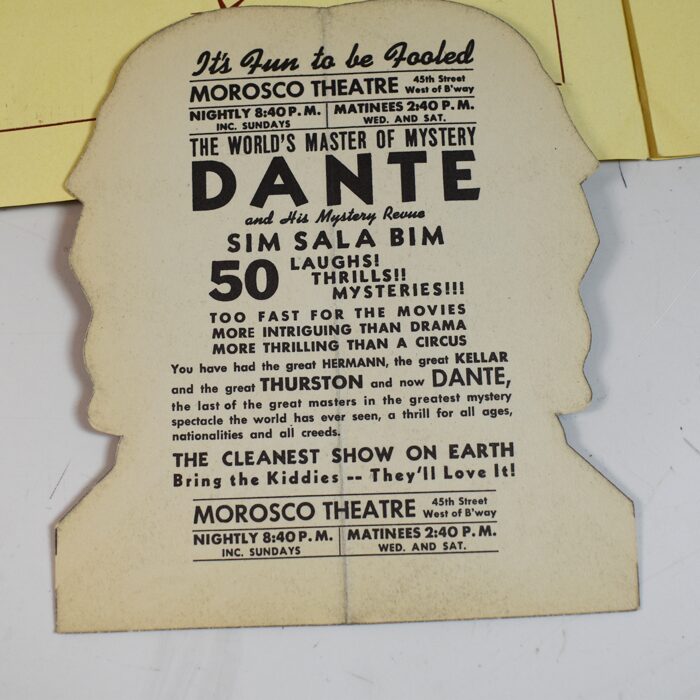 It's Fun to be Fooled
MOROSCO THEATRE 45th Street West of B'way
NIGHTLY 8:40 P.M. INC. SUNDAYS
MATINEES 2:40 P.M. WED. AND SAT.
THE WORLD'S MASTER OF MYSTERY
DANTE
and His Mystery Revue
SIM SALA BIM
50 LAUGHS!
THRILLS!!
MYSTERIES!!!
TOO FAST FOR THE MOVIES
MORE INTRIGUING THAN DRAMA
MORE THRILLING THAN A CIRCUS
You have had the great HERMANN, the great KELLAR
and the great THURSTON and now DANTE,
the last of the great masters in the greatest mystery
spectacle the world has ever seen, a thrill for all ages,
nationalities and all creeds.
THE CLEANEST SHOW ON EARTH
Bring the Kiddies -- They'll Love It!
MOROSCO THEATRE 45th Street West of B'way
NIGHTLY 8:40 P.M. INC. SUNDAYS
MATINEES 2:40 P.M. WED. AND SAT.